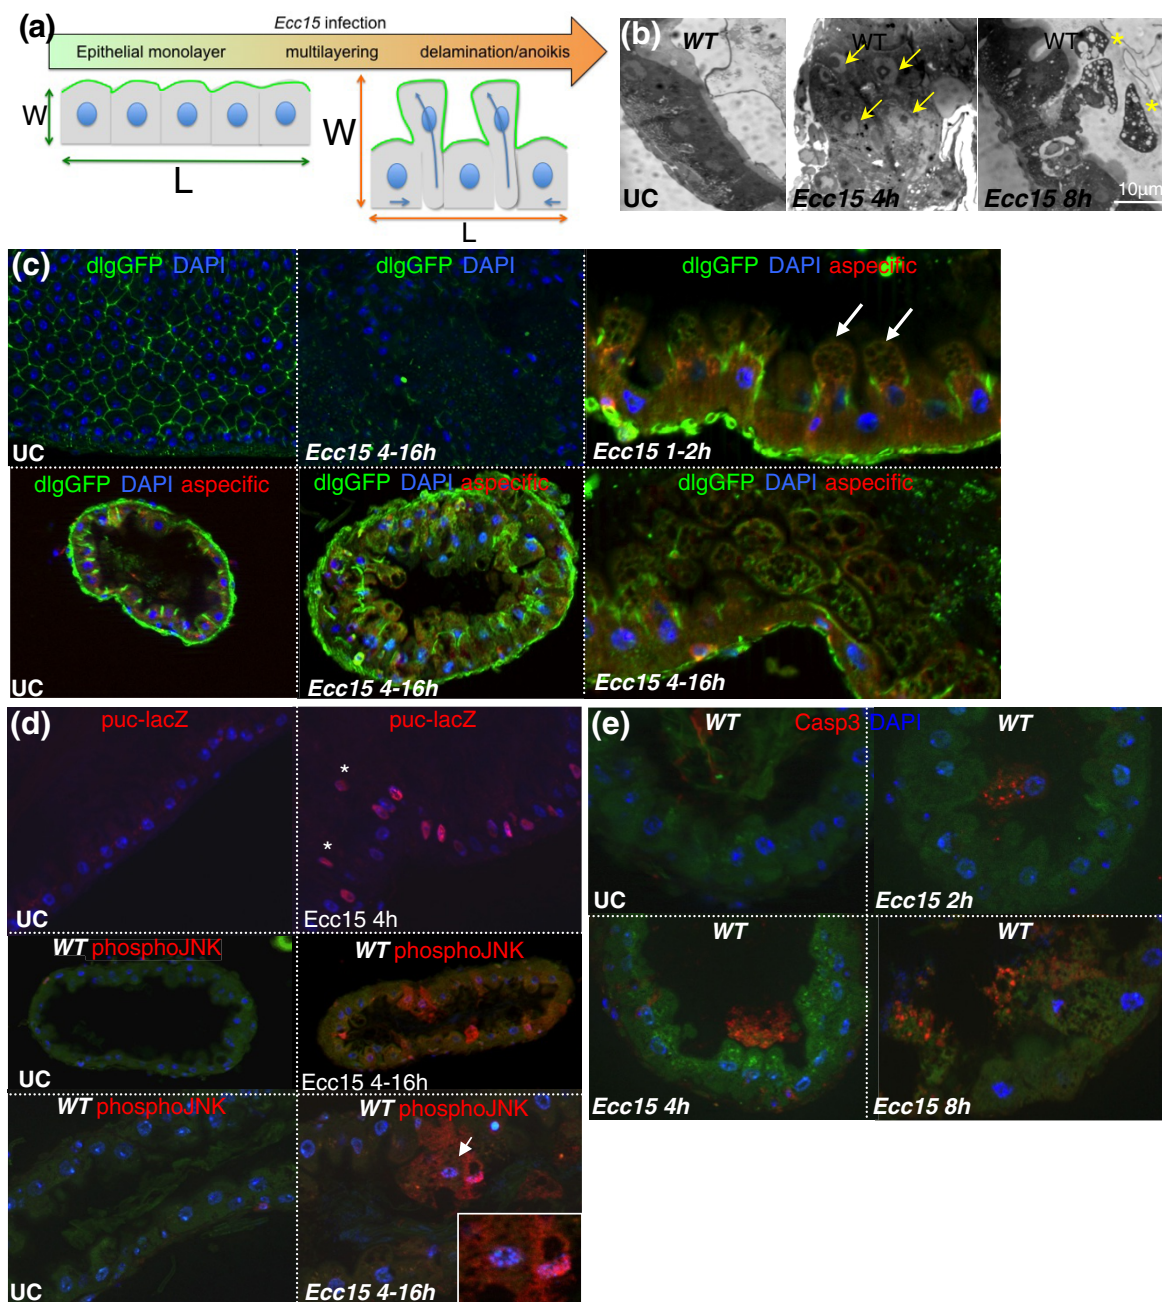 (a)
Ecc15 infection
Epithelial monolayer multilayering delamination/anoikis
W
L
W
L
(b)
WT
UC
WT
Ecc15 4h
WT
*
*
Ecc15 8h
10µm
(c)
dlgGFP DAPI
UC
dlgGFP DAPI
Ecc15 4-16h
dlgGFP DAPI aspecific
Ecc15 1-2h
dlgGFP DAPI aspecific
UC
dlgGFP DAPI aspecific
Ecc15 4-16h
dlgGFP DAPI aspecific
Ecc15 4-16h
(d)
puc-lacZ
UC
puc-lacZ
*
*
Ecc15 4h
WT phosphoJNK
UC
WT phosphoJNK
Ecc15 4-16h
WT phosphoJNK
UC
WT phosphoJNK
Ecc15 4-16h
(e)
WT
Casp3 DAPI
UC
WT
Ecc15 2h
WT
Ecc15 4h
WT
Ecc15 8h